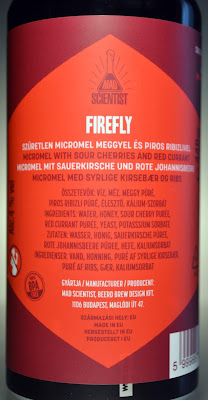 MAD
SCIENTIST
FIREFLY
SZŰRETLEN MICROMEL MEGGYEL ÉS PIROS RIBIZLIVEL
MICROMEL WITH SOUR CHERRIES AND RED CURRANT
MICROMEL MIT SAUERKIRSCHE UND ROTE JOHANNISBEERE
MICROMEL MED SYRLIGE KIRSEBÆR OG RIBS
ÖSSZETEVŐK: VÍZ, MÉZ, MEGGY PÜRÉ,
PIROS RIBIZLI PÜRÉ, ÉLESZTŐ, KÁLIUM-SZORBÁT
INGREDIENTS: WATER, HONEY, SOUR CHERRY PUREE,
RED CURRANT PUREE, YEAST, POTASSSIUM SORBATE
ZUTATEN: WASSER, HONIG, SAUERKIRSCHE PÜREE,
ROTE JOHANNISBEERE PÜREE, HEFE, KALIUMSORBAT
INGREDIENSER: VAND, HONNING, PURÉ AF SYRLIGE KIRSEBÆR,
PURÉ AF RIBS, GÆR, KALIUMSORBAT
GYÁRTJA / MANUFACTURER / PRODUCENT:
MAD SCIENTIST, BEERD BREW DESIGN KFT.
1106 BUDAPEST, MAGLÓDI ÚT 47.
SZÁRMAZÁSI HELY: EU
MADE IN EU
HERGESTELLT IN EU
PRODUCERET I EU